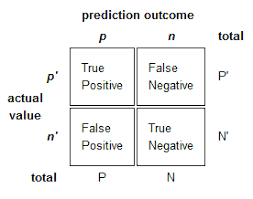 prediction outcome
p n total
True Positive False Negative
p' P'
actual value
False Positive True Negative
n' N'
total P N